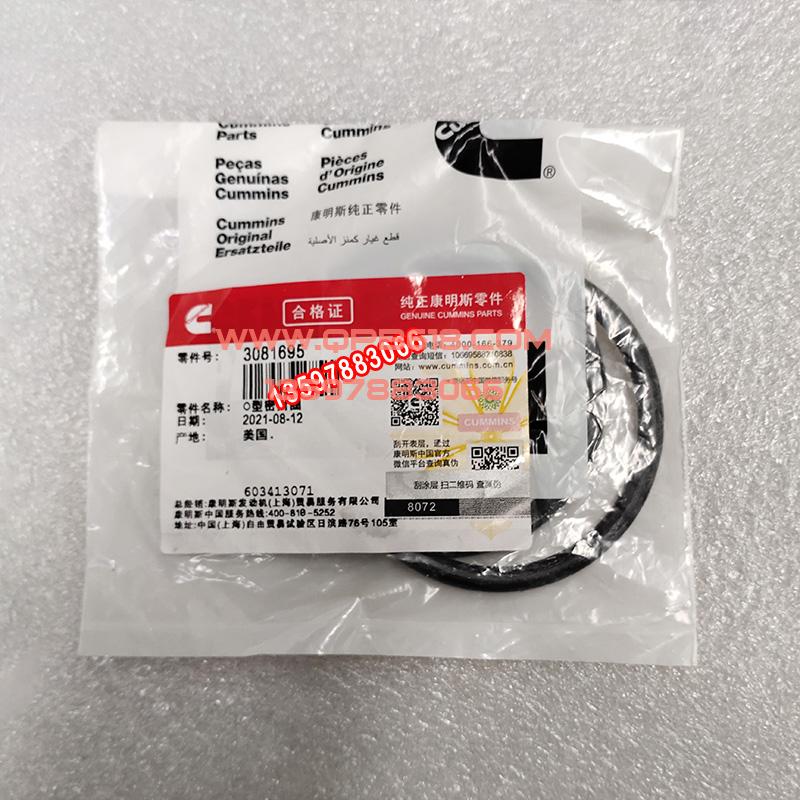 Parts
Cummins
Peças
Genuínas
Cummins
Pièces
d'Origine
Cummins
Cummins
Original
Ersatzteile
康明斯纯正零件
قطع غيار كمنز الأصلية
®
合格证
纯正康明斯零件
GENUINE CUMMINS PARTS
WWW.QPB618.COM
零件号:
3081695
13597883066
13597883066
网站: www.cummins.com.cn
零件名称:
O型密封圈
日期:
2021-08-12
产地:
美国.
CUMMINS
刮开表层,通过
康明斯中国官方
微信平台查询真伪
刮涂层 扫二维码 查真伪
8072
603413071
总经销:康明斯发动机(上海)贸易服务有限公司
康明斯中国服务热线:400-810-5252
地址:中国(上海)自由贸易试验区日滨路76号105室